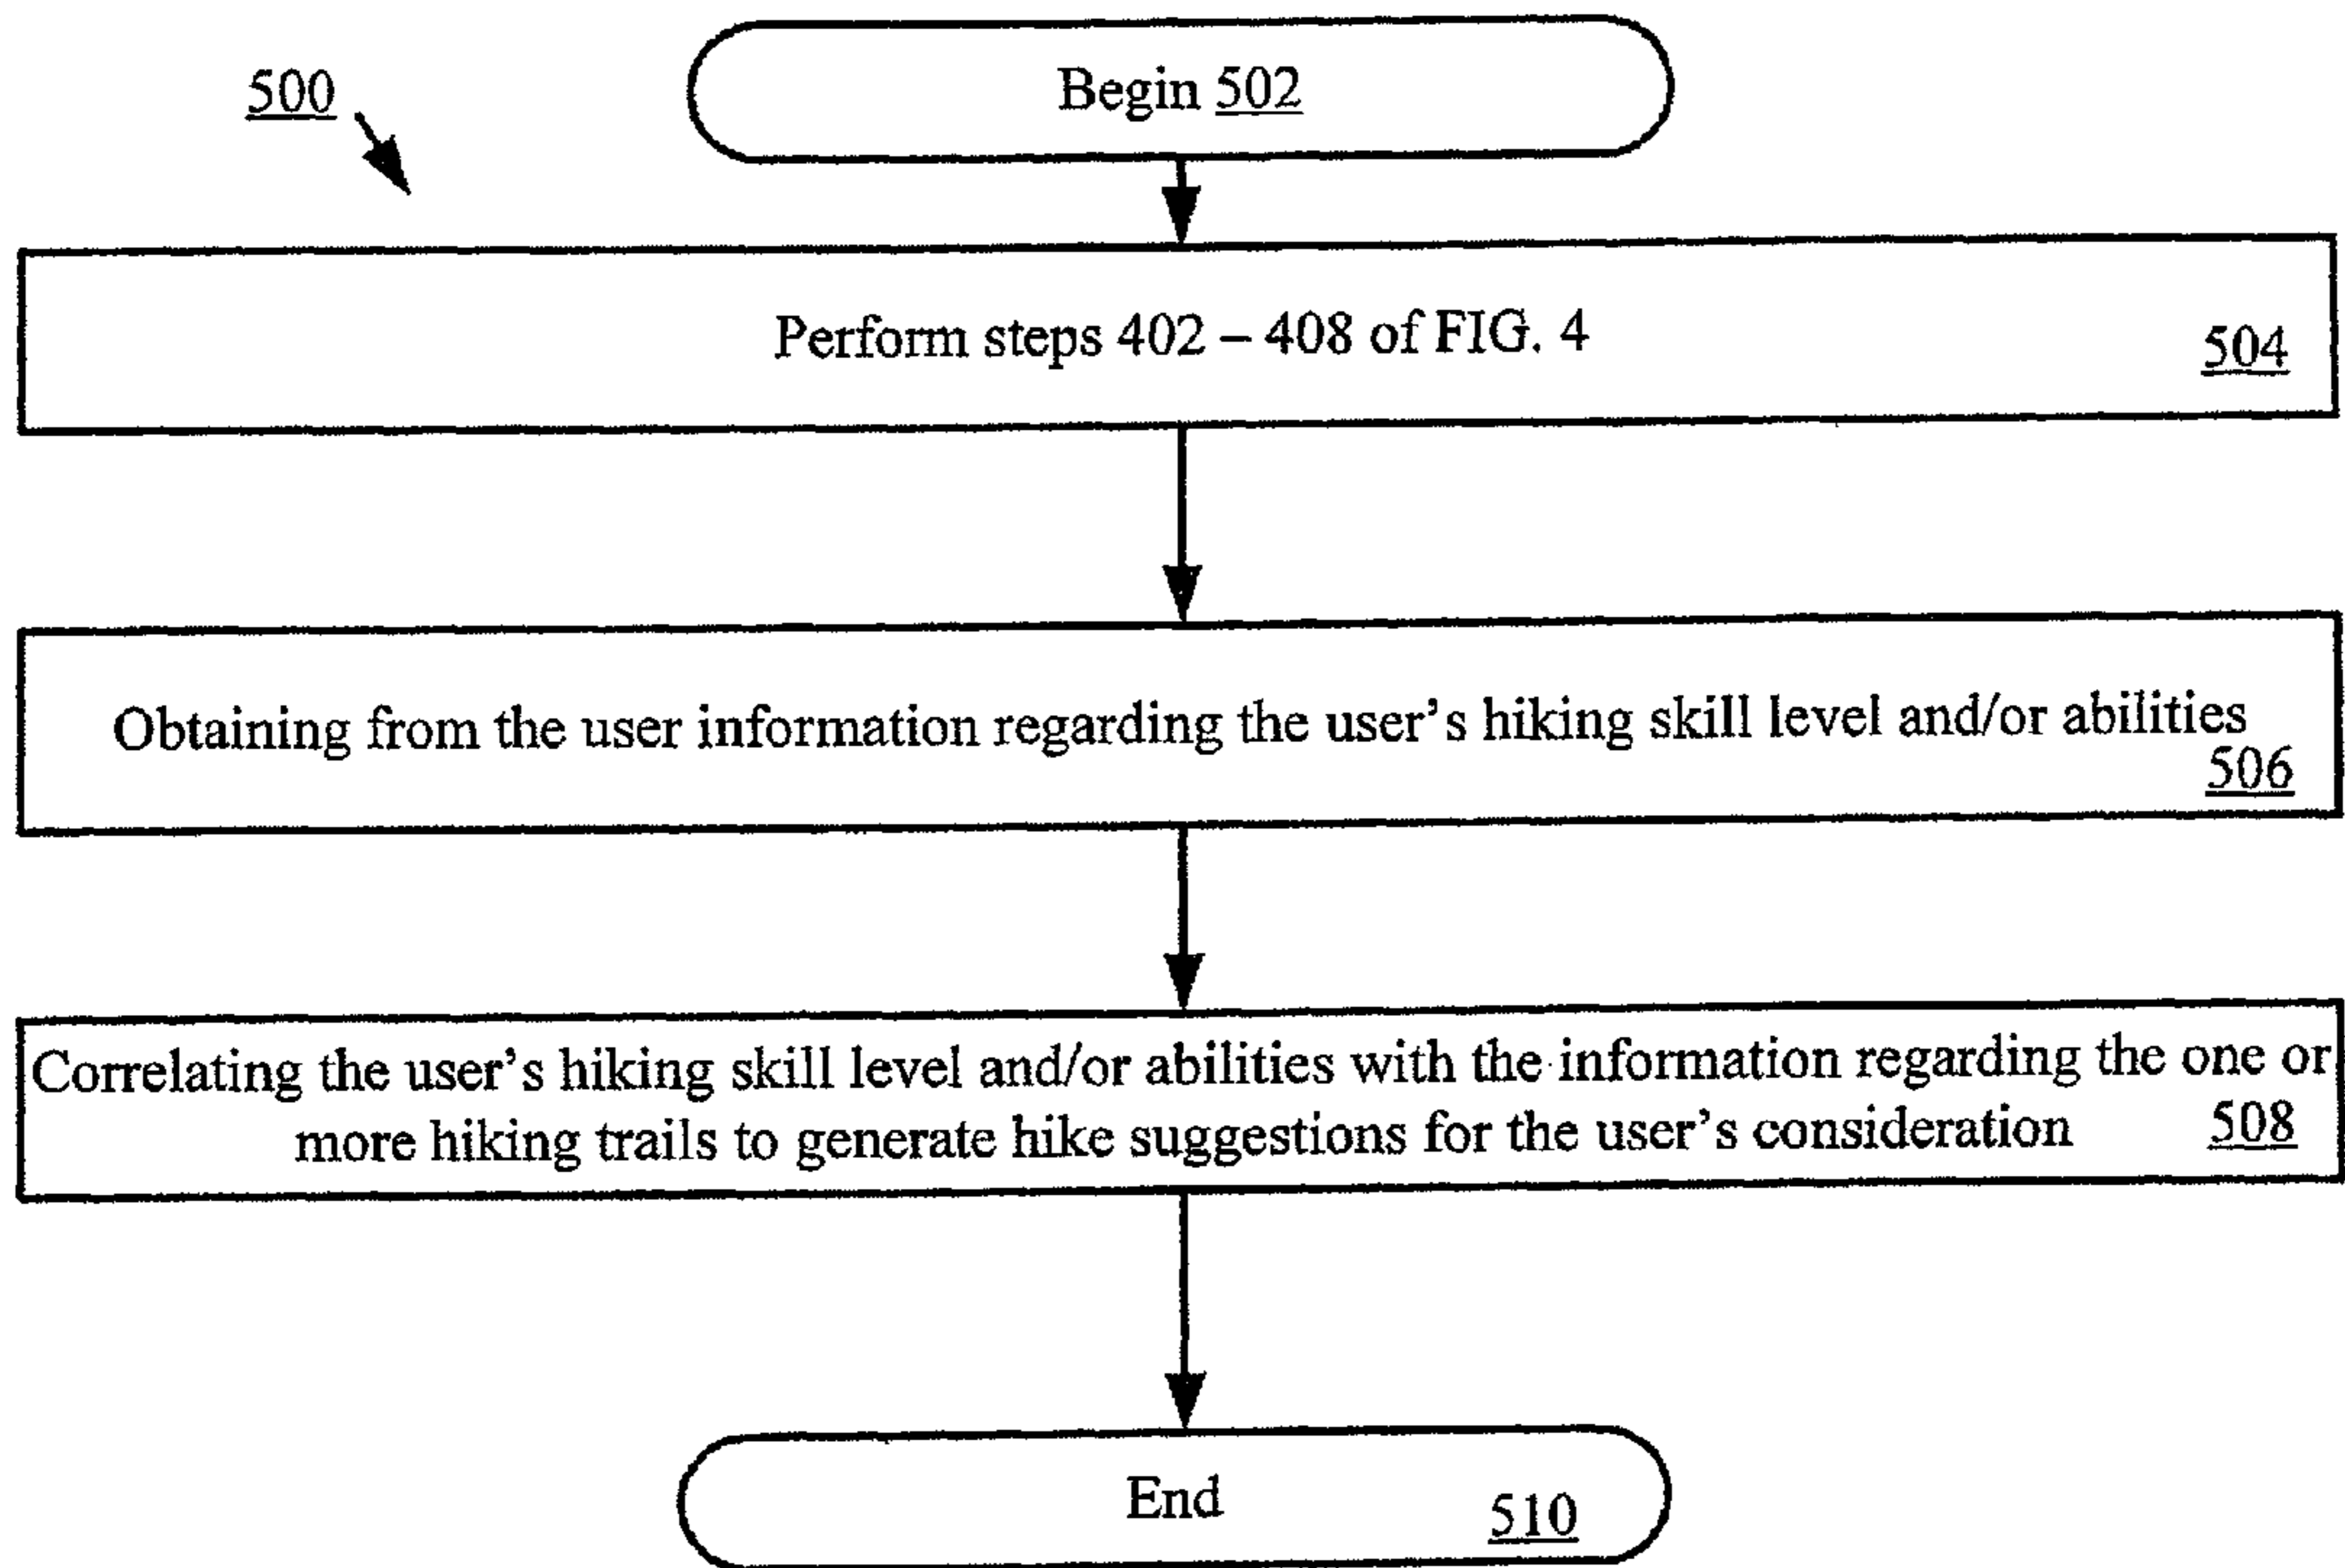 500
Begin 502
Perform steps 402 – 408 of FIG. 4
504
Obtaining from the user information regarding the user's hiking skill level and/or abilities
506
Correlating the user's hiking skill level and/or abilities with the information regarding the one or
more hiking trails to generate hike suggestions for the user's consideration 508
End 510